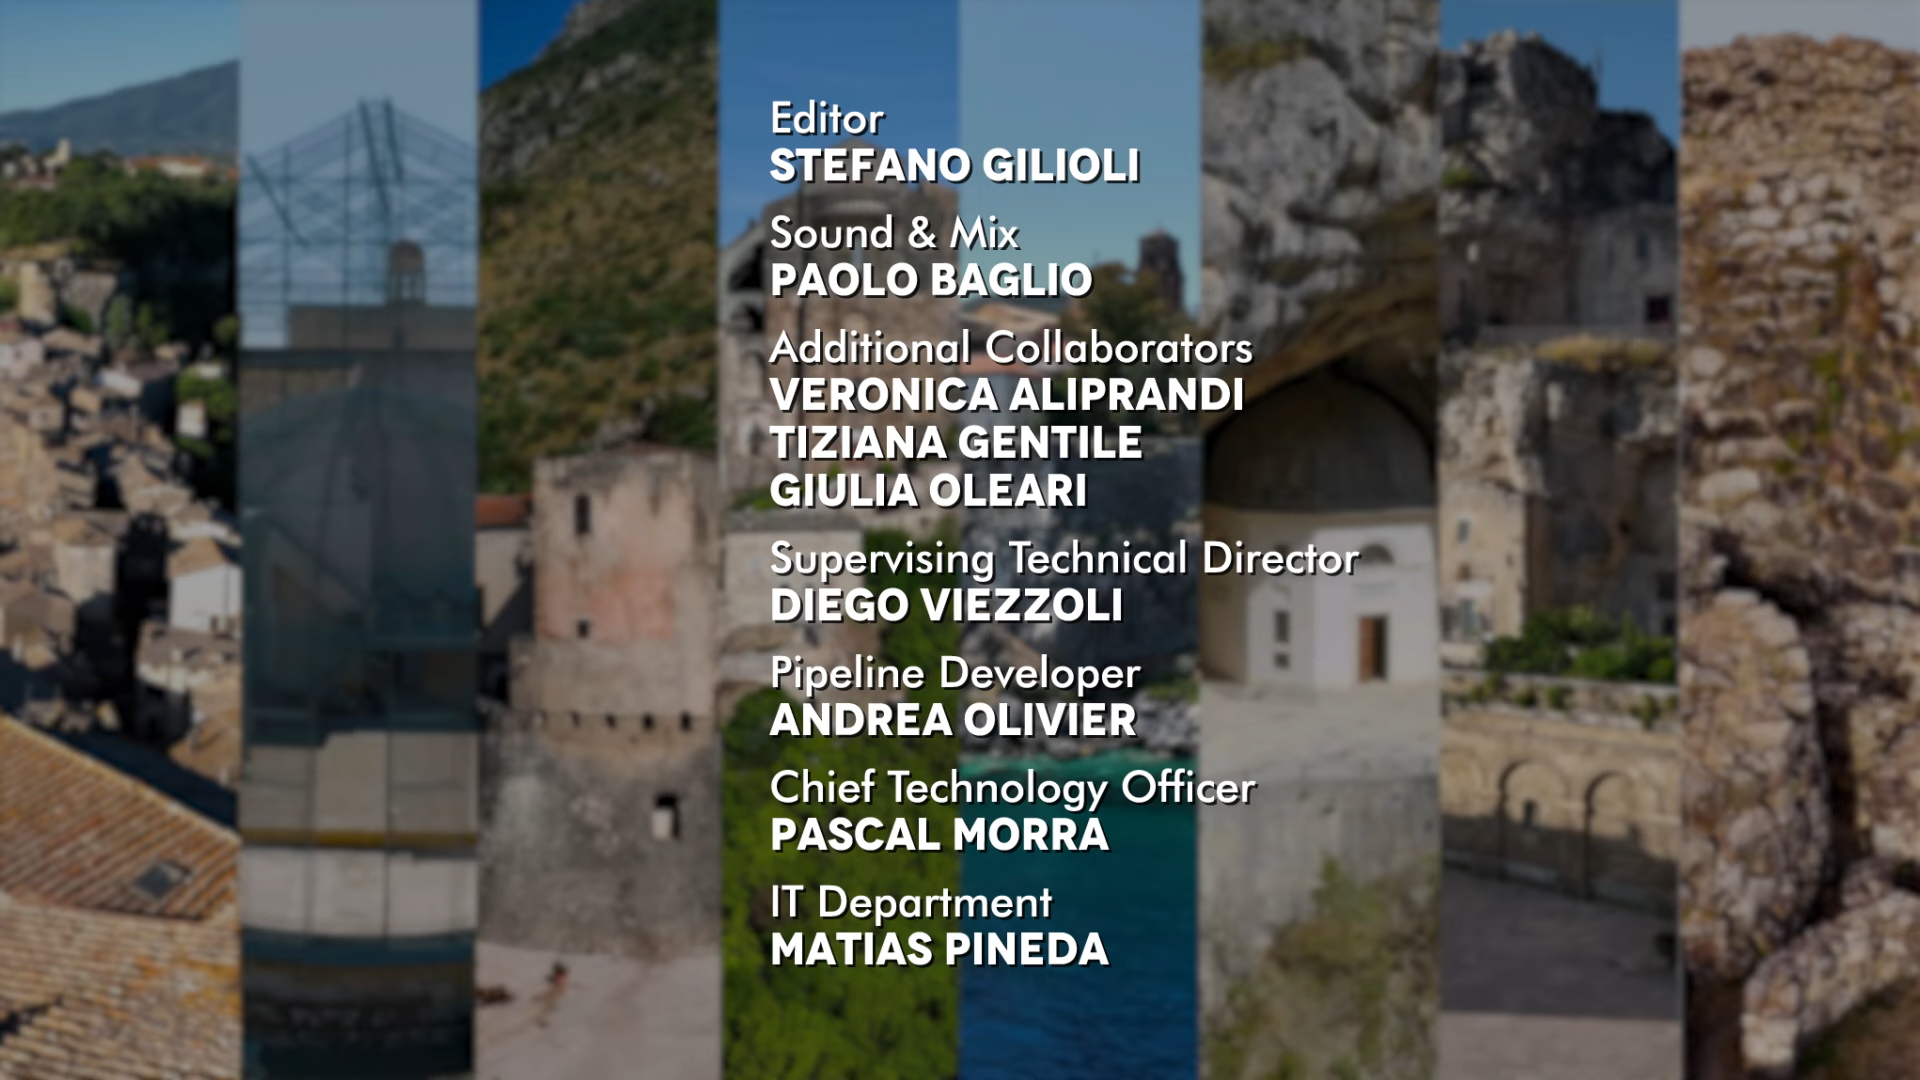 Editor
STEFANO GILIOLI
Sound & Mix
PAOLO BAGLIO
Additional Collaborators
VERONICA ALIPRANDI
TIZIANA GENTILE
GIULIA OLEARI
Supervising Technical Director
DIEGO VIEZZOLI
Pipeline Developer
ANDREA OLIVIER
Chief Technology Officer
PASCAL MORRA
IT Department
MATIAS PINEDA